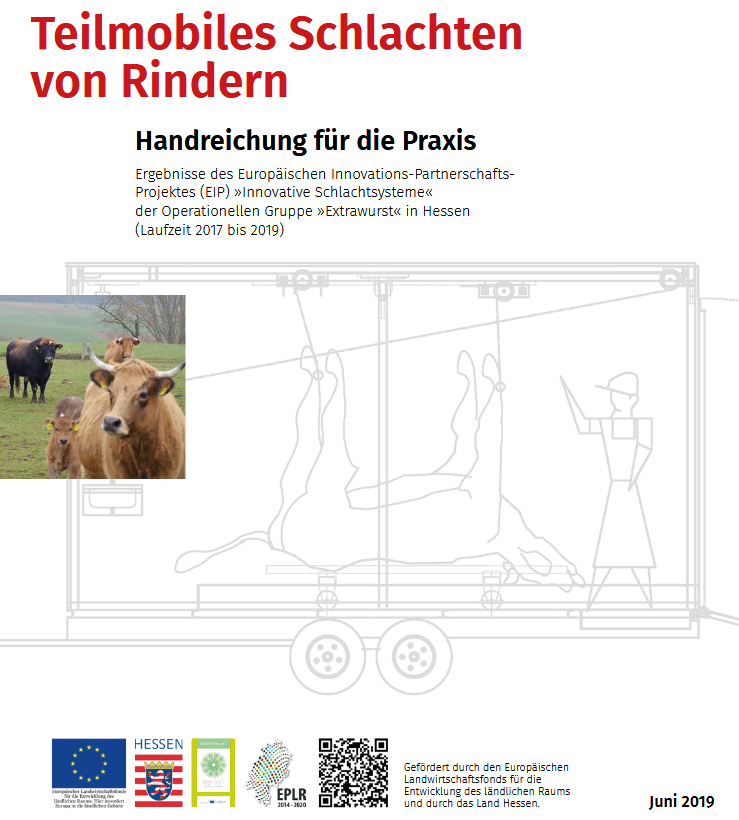 Teilmobiles Schlachten
von Rindern
Handreichung für die Praxis
Ergebnisse des Europäischen Innovations-Partnerschafts-
Projektes (EIP) »Innovative Schlachtsysteme«
der Operationellen Gruppe »Extrawurst« in Hessen
(Laufzeit 2017 bis 2019)
Europäischer Landwirtschaftsfonds
für die Entwicklung des
ländlichen Raums: Hier investiert
Europa in die ländlichen Gebiete
HESSEN
EPLR
2014 - 2020
Gefördert durch den Europäischen
Landwirtschaftsfonds für die
Entwicklung des ländlichen Raums
und durch das Land Hessen.
Juni 2019